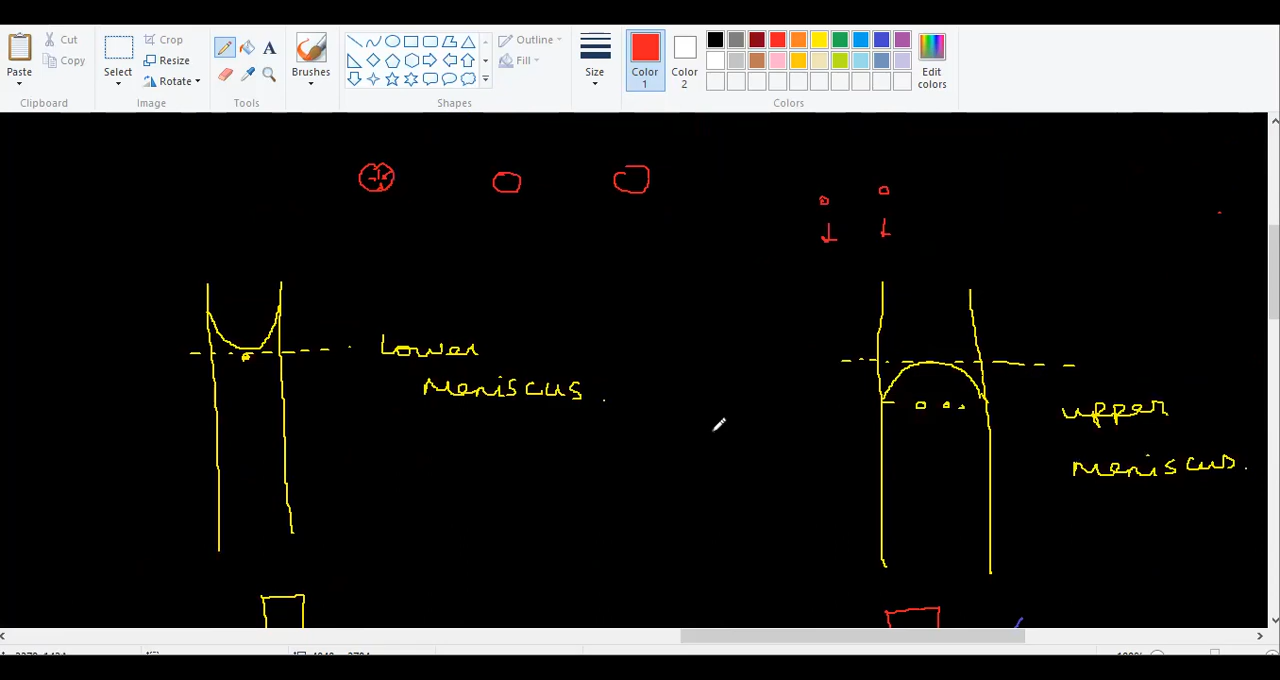 Paste
Cut
Copy
Clipboard
Select
Crop
Resize
Rotate
Image
A
Tools
Brushes
Shapes
Outline
Fill
Size
Color
1
Color
2
Edit
colors
Colors
Lower
Meniscus.
upper
Meniscus.